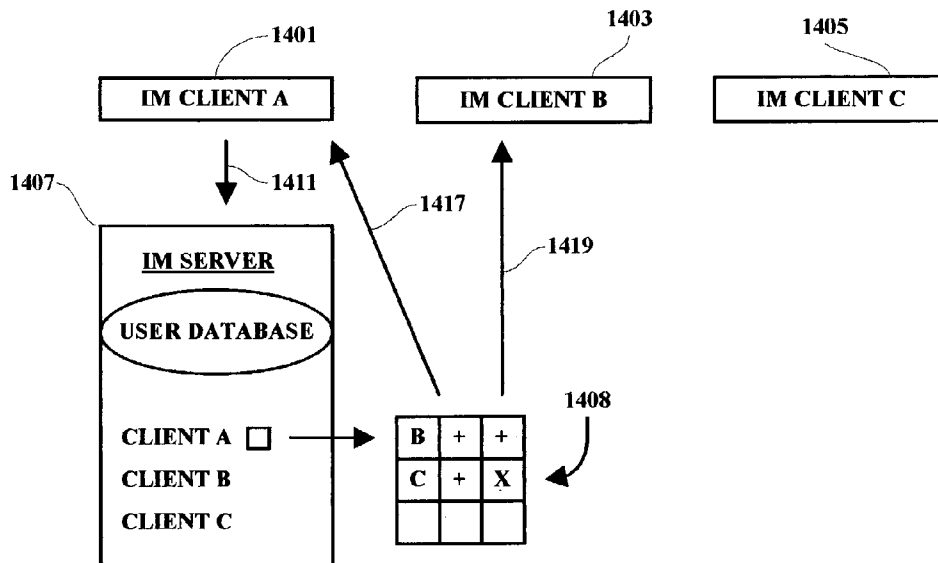 1401
1403
1405
IM CLIENT A
IM CLIENT B
IM CLIENT C
1407
1411
1417
1419
IM SERVER
USER DATABASE
1408
CLIENT A
B + +
CLIENT B
C + X
CLIENT C